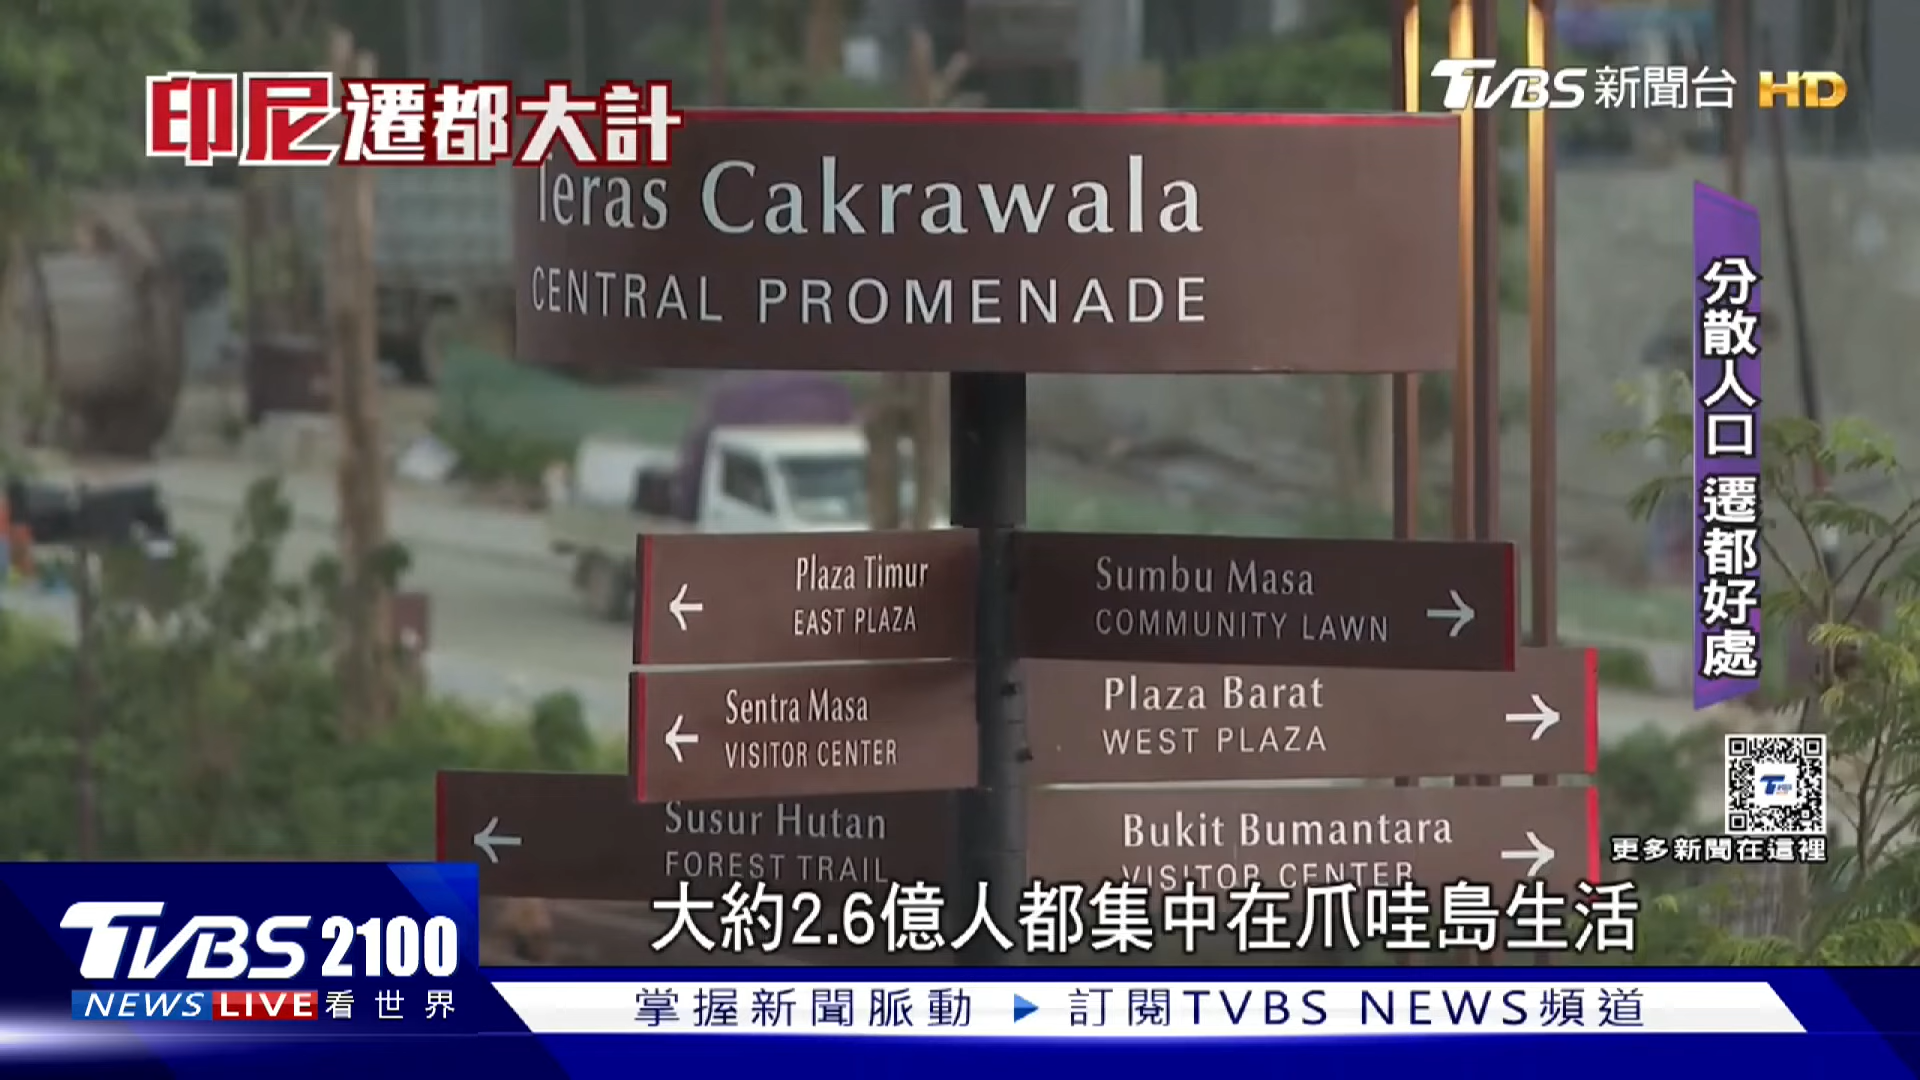 印尼遷都大計
TVBS新聞台 HD
Teras Cakrawala
CENTRAL PROMENADE
分散人口 遷都好處
Plaza Timur
EAST PLAZA
Sumbu Masa
COMMUNITY LAWN
Sentra Masa
VISITOR CENTER
Plaza Barat
WEST PLAZA
Susur Hutan
FOREST TRAIL
Bukit Bumantara
VISITOR CENTER
更多新聞在這裡
大約2.6億人都集中在爪哇島生活
TVBS 2100
NEWS LIVE 看世界
掌握新聞脈動 ▶ 訂閱TVBS NEWS頻道